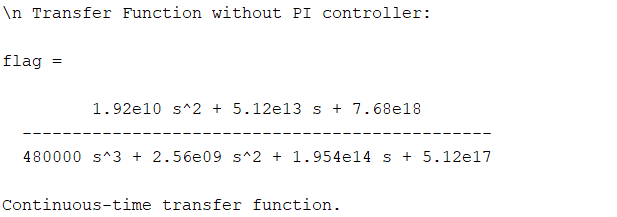 \n Transfer Function without PI controller:
flag =
1.92e10 s^2 + 5.12e13 s + 7.68e18
-----------------------------------------------
480000 s^3 + 2.56e09 s^2 + 1.954e14 s + 5.12e17
Continuous-time transfer function.